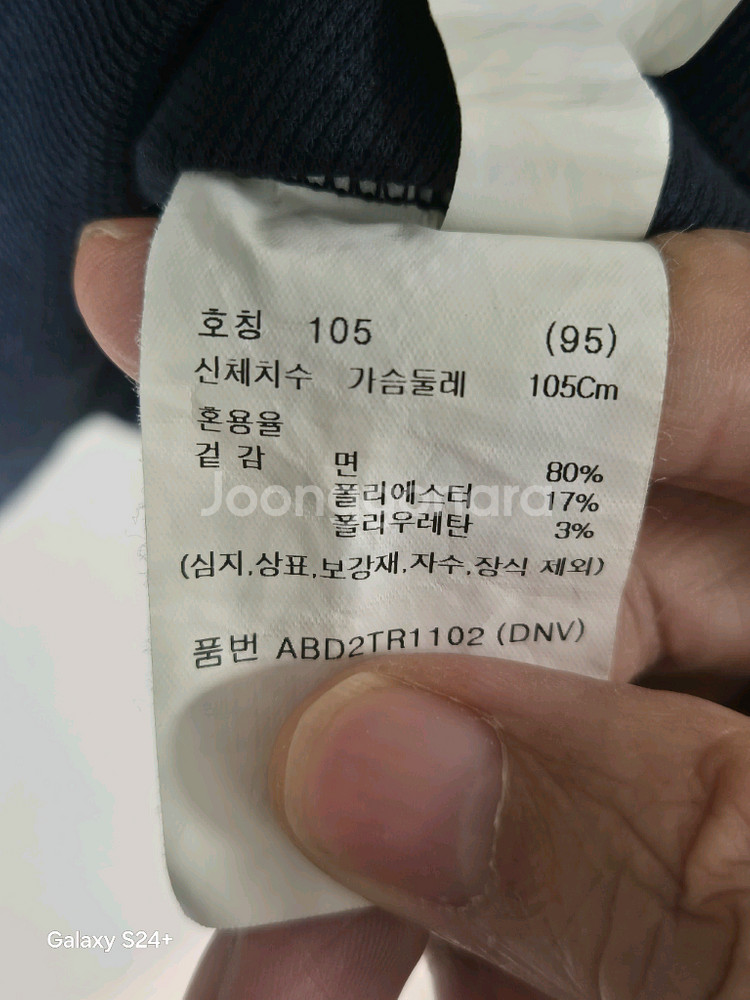 호칭 105 (95)
신체치수 가슴둘레 105Cm
혼용율
겉 감 면 80%
폴리에스터 17%
폴리우레탄 3%
(심지,상표,보강재,자수,장식 제외)
품번 ABD2TR1102 (DNV)
Joonggonara
Galaxy S24+